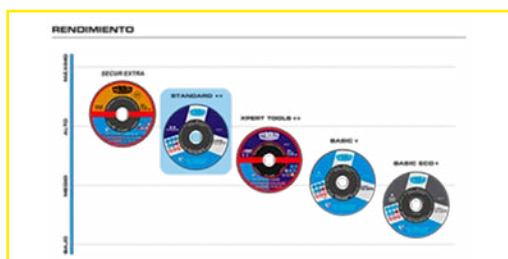 RENDIMIENTO
MÁXIMO
ALTO
MEDIO
BAJO
SECUR EXTRA
STANDARD ++
XPERT TOOLS ++
BASIC +
BASIC ECO +